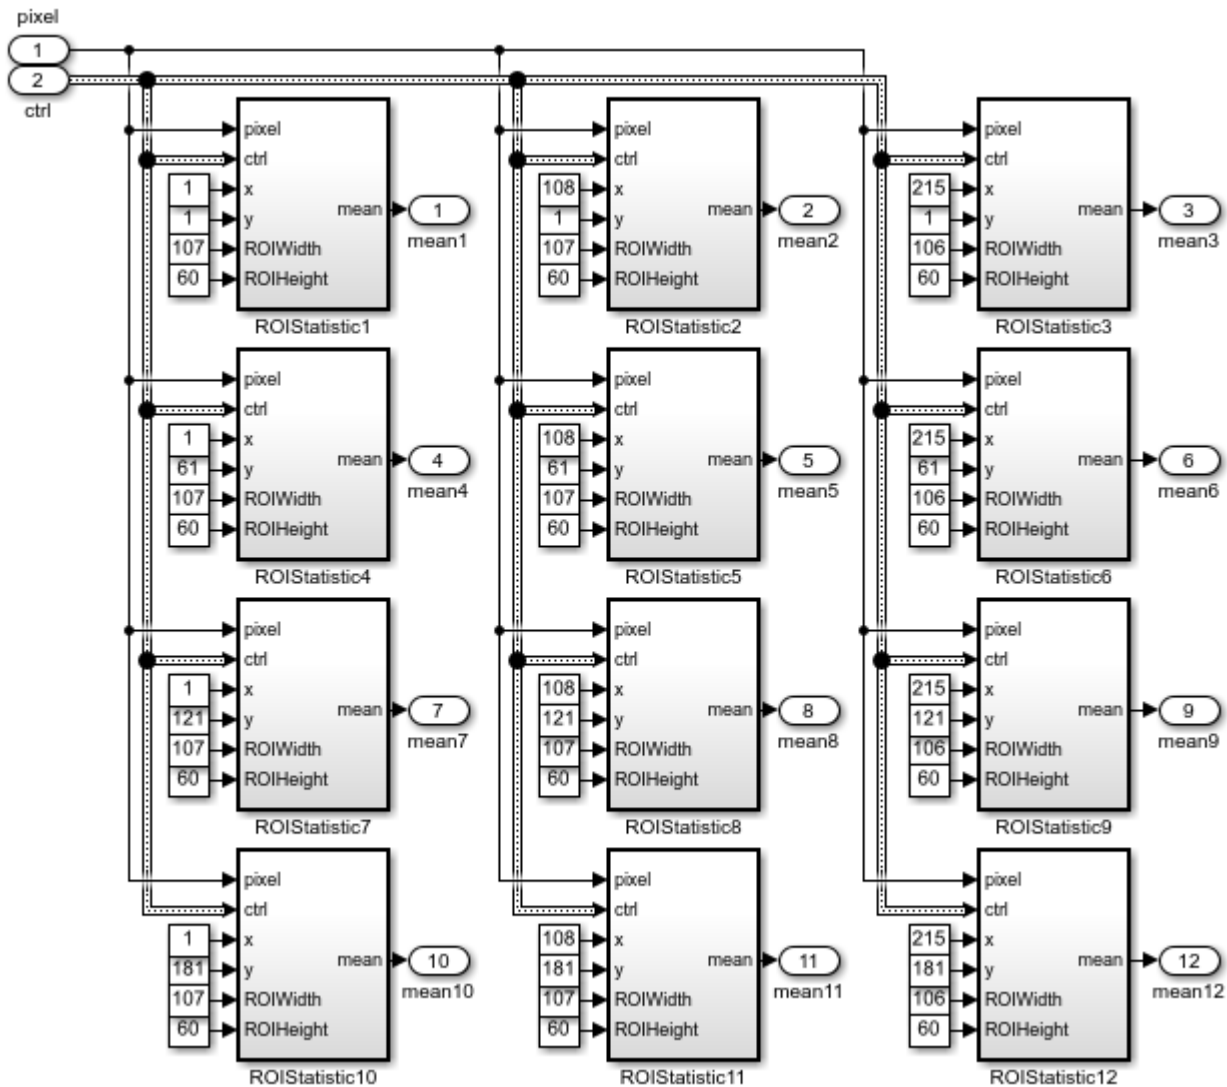 pixel
1
2
ctrl
pixel
ctrl
1 x
1 y
107 ROIWidth
60 ROIHeight
mean 1
mean1
ROIStatistic1
pixel
ctrl
108 x
1 y
107 ROIWidth
60 ROIHeight
mean 2
mean2
ROIStatistic2
pixel
ctrl
215 x
1 y
106 ROIWidth
60 ROIHeight
mean 3
mean3
ROIStatistic3
pixel
ctrl
1 x
61 y
107 ROIWidth
60 ROIHeight
mean 4
mean4
ROIStatistic4
pixel
ctrl
108 x
61 y
107 ROIWidth
60 ROIHeight
mean 5
mean5
ROIStatistic5
pixel
ctrl
215 x
61 y
106 ROIWidth
60 ROIHeight
mean 6
mean6
ROIStatistic6
pixel
ctrl
1 x
121 y
107 ROIWidth
60 ROIHeight
mean 7
mean7
ROIStatistic7
pixel
ctrl
108 x
121 y
107 ROIWidth
60 ROIHeight
mean 8
mean8
ROIStatistic8
pixel
ctrl
215 x
121 y
106 ROIWidth
60 ROIHeight
mean 9
mean9
ROIStatistic9
pixel
ctrl
1 x
181 y
107 ROIWidth
60 ROIHeight
mean 10
mean10
ROIStatistic10
pixel
ctrl
108 x
181 y
107 ROIWidth
60 ROIHeight
mean 11
mean11
ROIStatistic11
pixel
ctrl
215 x
181 y
106 ROIWidth
60 ROIHeight
mean 12
mean12
ROIStatistic12